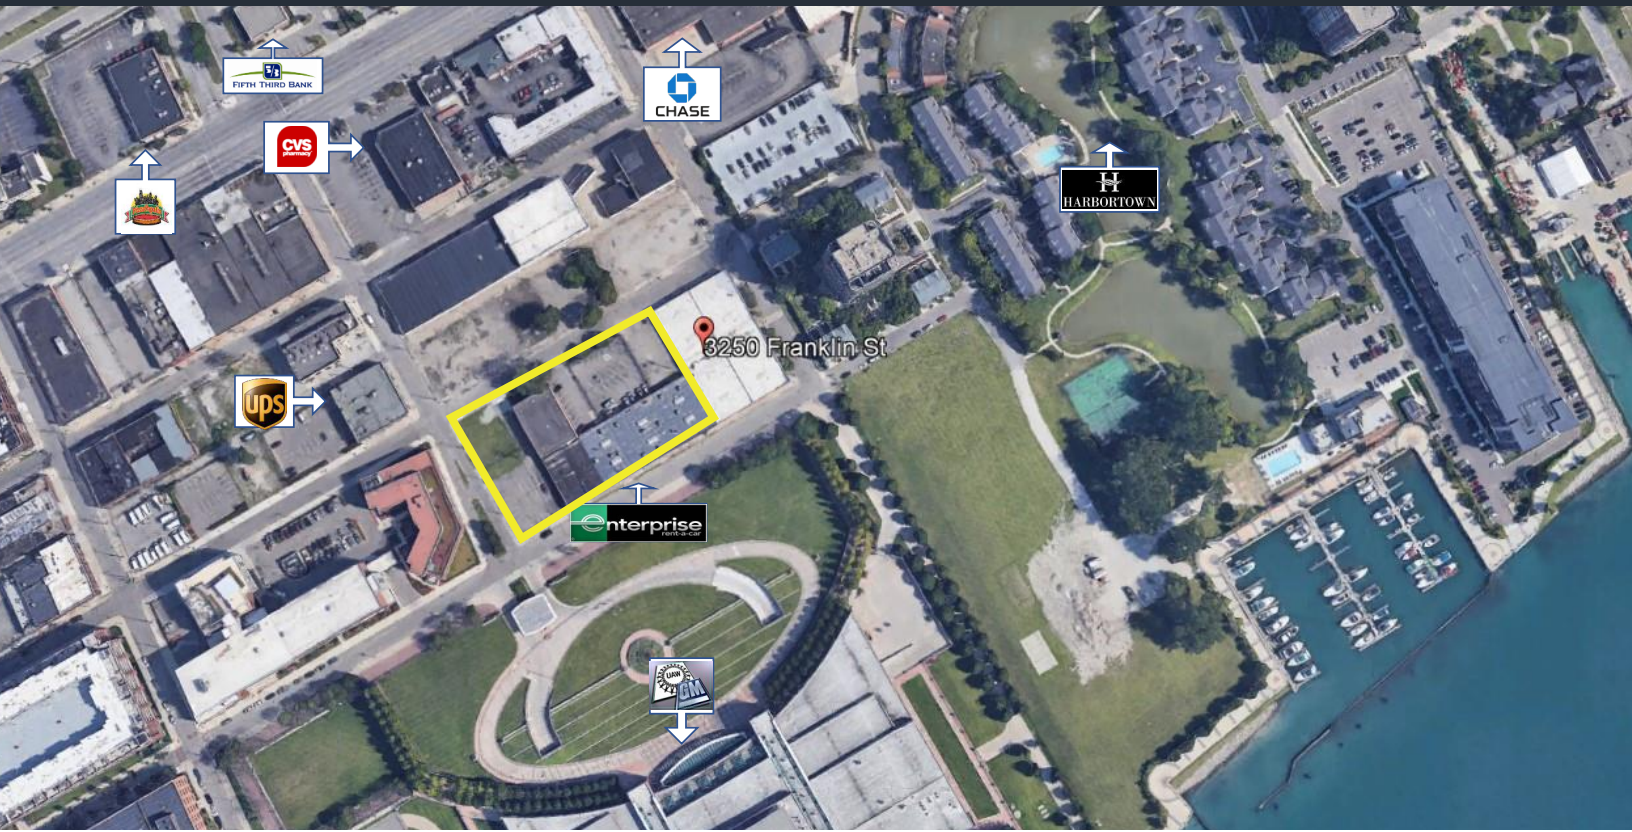 FIFTH THIRD BANK
CHASE
CVS
pharmacy
H
HARBORTOWN
3250 Franklin St
ups
enterprise
rent-a-car
UAW
GM